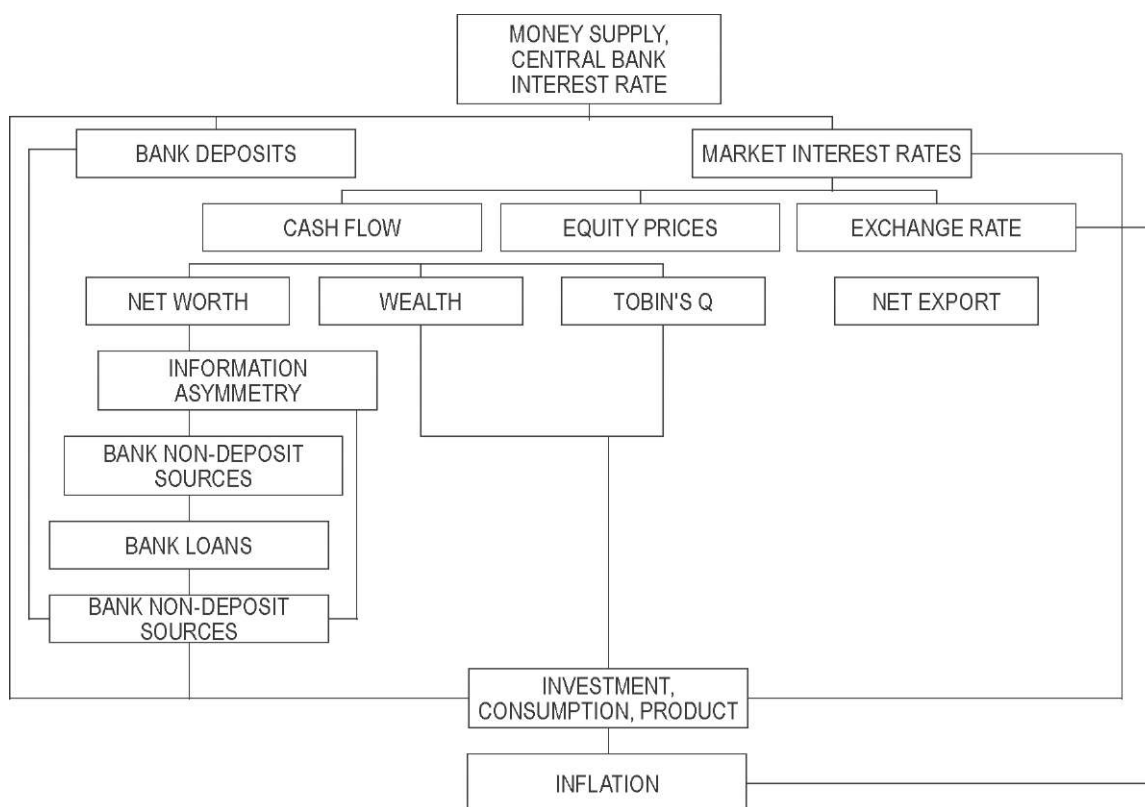 MONEY SUPPLY,
CENTRAL BANK
INTEREST RATE
BANK DEPOSITS
MARKET INTEREST RATES
CASH FLOW
EQUITY PRICES
EXCHANGE RATE
NET WORTH
WEALTH
TOBIN'S Q
NET EXPORT
INFORMATION
ASYMMETRY
BANK NON-DEPOSIT
SOURCES
BANK LOANS
BANK NON-DEPOSIT
SOURCES
INVESTMENT,
CONSUMPTION, PRODUCT
INFLATION